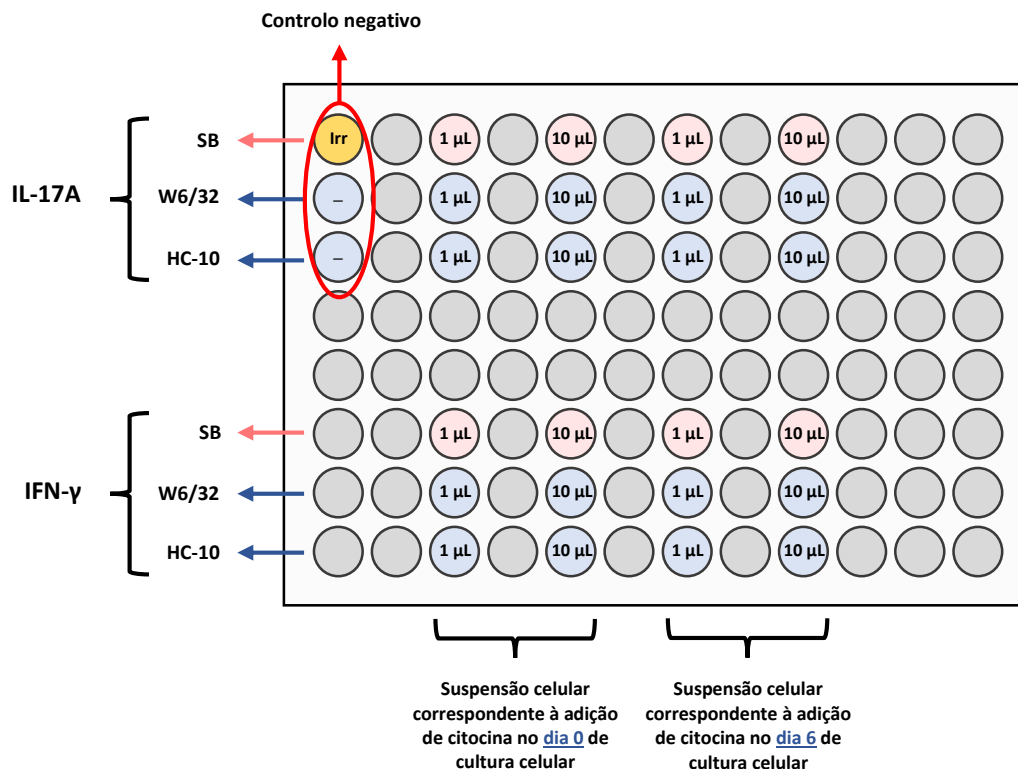 Controlo negativo
IL-17A
SB Irr 1 µL 10 µL 1 µL 10 µL
W6/32 – 1 µL 10 µL 1 µL 10 µL
HC-10 – 1 µL 10 µL 1 µL 10 µL
IFN-γ
SB 1 µL 10 µL 1 µL 10 µL
W6/32 1 µL 10 µL 1 µL 10 µL
HC-10 1 µL 10 µL 1 µL 10 µL
Suspensão celular
correspondente à adição
de citocina no dia 0 de
cultura celular
Suspensão celular
correspondente à adição
de citocina no dia 6 de
cultura celular